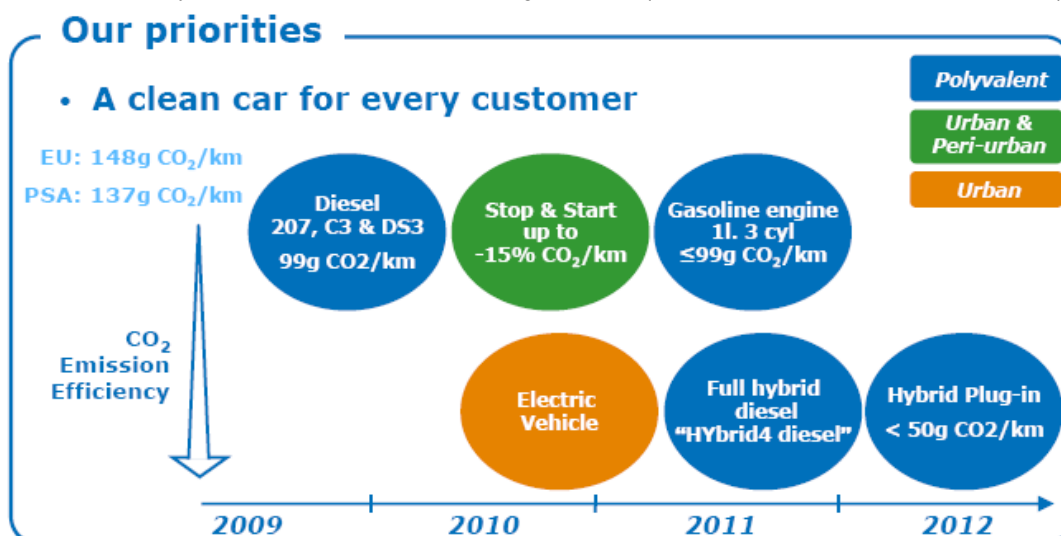 Our priorities
• A clean car for every customer
Polyvalent
Urban &
Peri-urban
Urban
EU: 148g CO₂/km
PSA: 137g CO₂/km
Diesel
207, C3 & DS3
99g CO2/km
Stop & Start
up to
-15% CO₂/km
Gasoline engine
1l. 3 cyl
≤99g CO₂/km
CO₂
Emission
Efficiency
Electric
Vehicle
Full hybrid
diesel
“HYbrid4 diesel”
Hybrid Plug-in
< 50g CO2/km
2009
2010
2011
2012